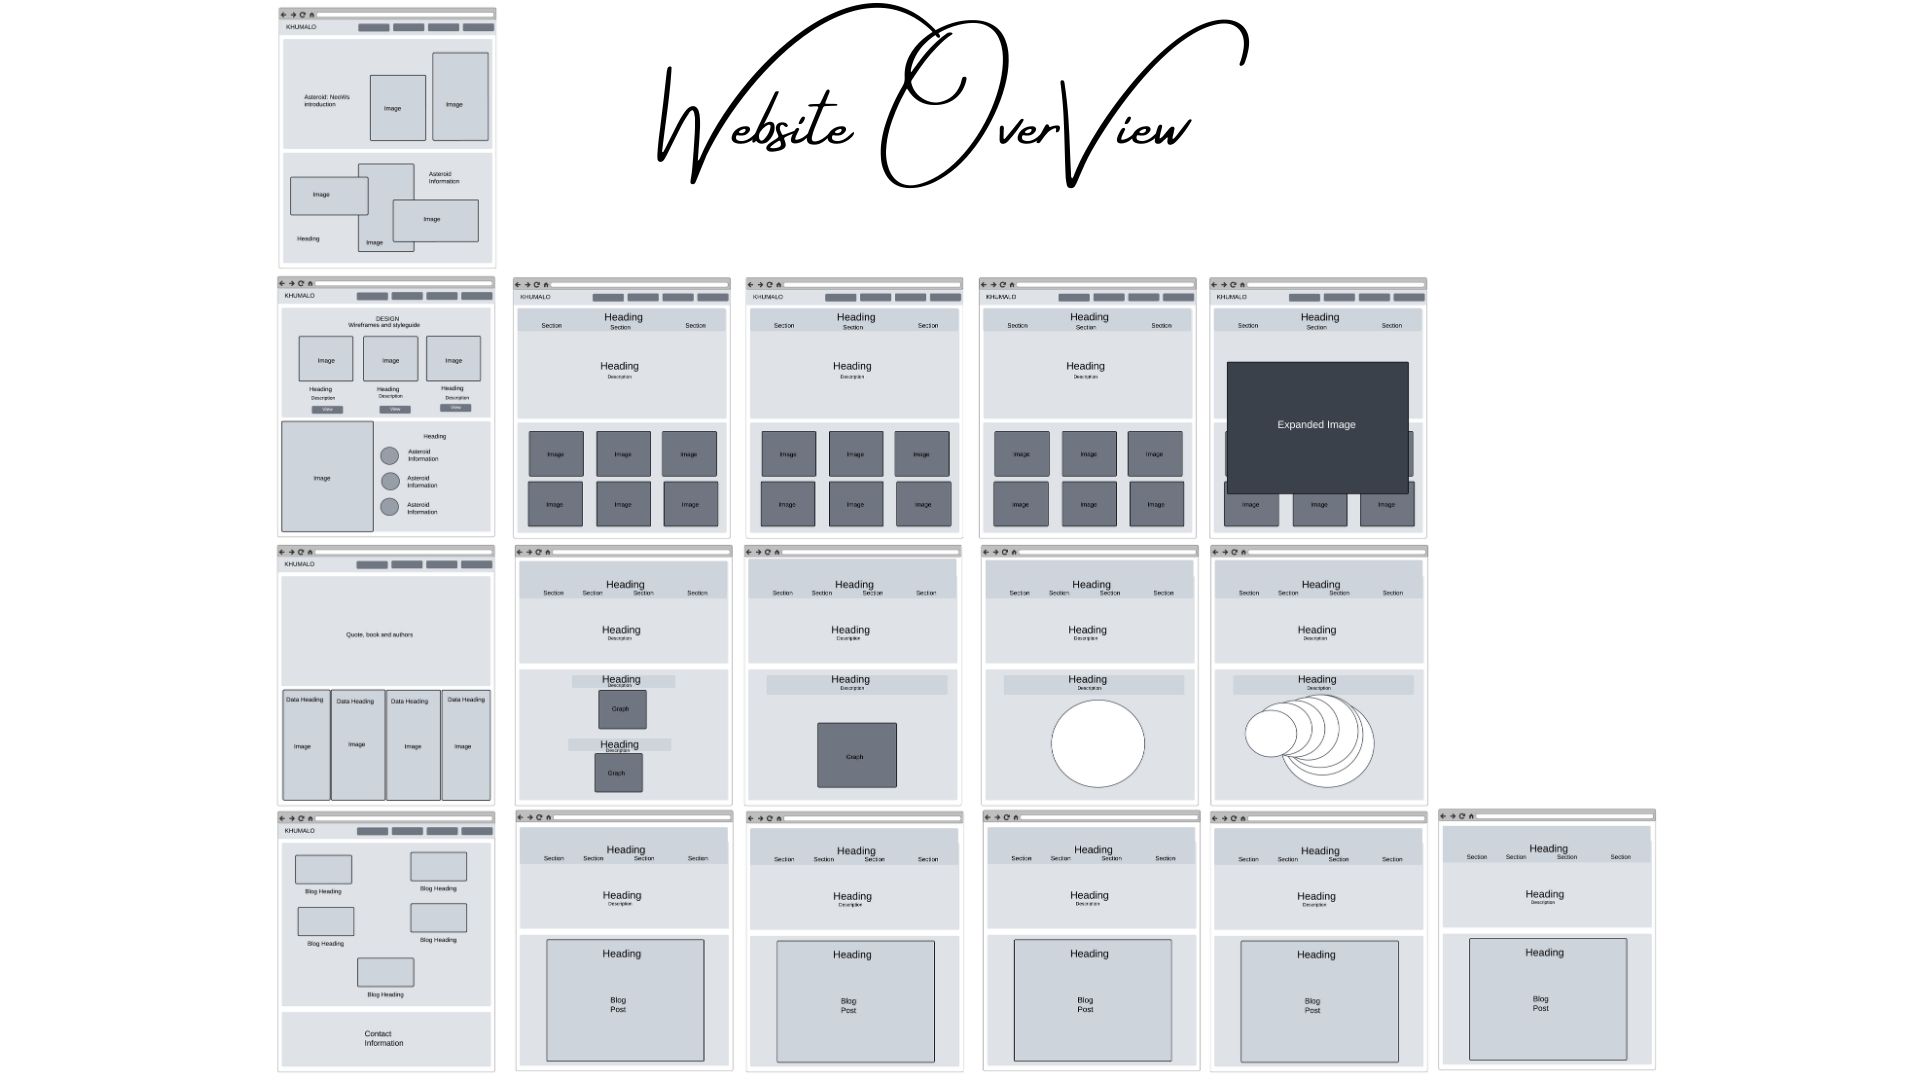 Website OverView
KHUMALO
Asteroid: NeoWs
introduction
Image
Image
Image
Asteroid
Information
Image
Heading
Image
KHUMALO
DESIGN
Wireframes and styleguide
Image
Image
Image
Heading
Heading
Heading
Description
Description
Description
View
View
View
Image
Heading
Asteroid
Information
Asteroid
Information
Asteroid
Information
KHUMALO
Heading
Section
Section
Section
Heading
Description
Image
Image
Image
Image
Image
Image
KHUMALO
Heading
Section
Section
Section
Heading
Description
Image
Image
Image
Image
Image
Image
KHUMALO
Heading
Section
Section
Section
Heading
Description
Image
Image
Image
Image
Image
Image
KHUMALO
Heading
Section
Section
Section
Expanded Image
Image
Image
Image
KHUMALO
Quote, book and authors
Data Heading
Data Heading
Data Heading
Data Heading
Image
Image
Image
Image
Heading
Section
Section
Section
Section
Heading
Description
Heading
Description
Graph
Heading
Description
Graph
Heading
Section
Section
Section
Section
Heading
Description
Heading
Description
Graph
Heading
Section
Section
Section
Section
Heading
Description
Heading
Description
Heading
Section
Section
Section
Section
Heading
Description
Heading
Description
KHUMALO
Blog Heading
Blog Heading
Blog Heading
Blog Heading
Blog Heading
Contact
Information
Heading
Section
Section
Section
Section
Heading
Description
Heading
Blog
Post
Heading
Section
Section
Section
Section
Heading
Description
Heading
Blog
Post
Heading
Section
Section
Section
Section
Heading
Description
Heading
Blog
Post
Heading
Section
Section
Section
Section
Heading
Description
Heading
Blog
Post
Heading
Section
Section
Section
Section
Heading
Description
Heading
Blog
Post